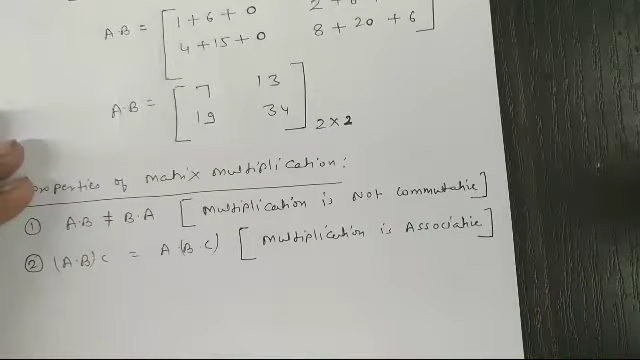 A·B = [ 1 + 6 + 0
4 + 15 + 0 8 + 20 + 6 ]
A·B = [ 7 13
19 34 ] 2 × 2
properties of matrix multiplication:
① A·B ≠ B·A [ multiplication is Not commutative ]
② (A·B)C = A(B·C) [ multiplication is Associative ]